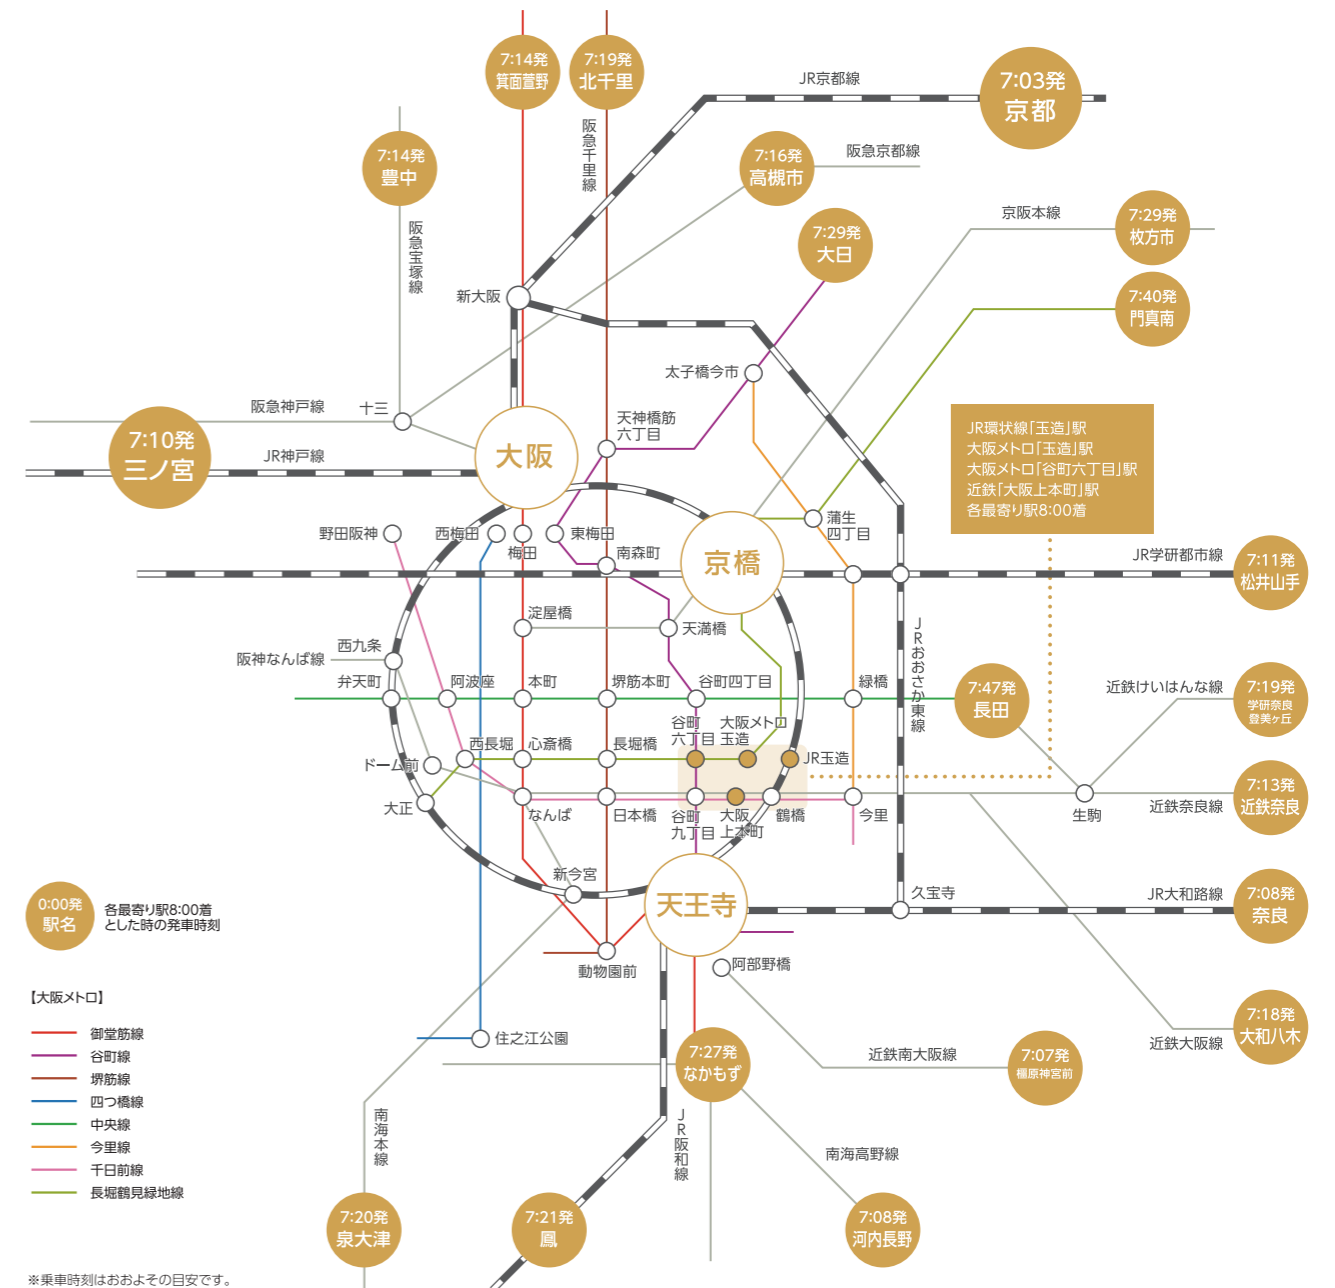 7:14発
箕面萱野
7:19発
北千里
JR京都線
7:03発
京都
阪急千里線
7:14発
豊中
7:16発
高槻市
阪急京都線
阪急宝塚線
7:29発
大日
京阪本線
7:29発
枚方市
7:40発
門真南
新大阪
太子橋今市
阪急神戸線
十三
天神橋筋
六丁目
7:10発
三ノ宮
JR神戸線
大阪
JR環状線「玉造」駅
大阪メトロ「玉造」駅
大阪メトロ「谷町六丁目」駅
近鉄「大阪上本町」駅
各最寄り駅8:00着
野田阪神
西梅田
梅田
東梅田
南森町
京橋
蒲生
四丁目
JR学研都市線
7:11発
松井山手
淀屋橋
天満橋
JRおおさか東線
西九条
阪神なんば線
弁天町
阿波座
本町
堺筋本町
谷町四丁目
緑橋
7:47発
長田
近鉄けいはんな線
7:19発
学研奈良
登美ヶ丘
谷町
六丁目
大阪メトロ
玉造
西長堀
心斎橋
長堀橋
JR玉造
ドーム前
大正
なんば
日本橋
谷町
九丁目
大阪
上本町
鶴橋
今里
生駒
近鉄奈良線
7:13発
近鉄奈良
新今宮
天王寺
久宝寺
JR大和路線
7:08発
奈良
0:00発
駅名
各最寄り駅8:00着
とした時の発車時刻
動物園前
阿部野橋
住之江公園
7:27発
なかもず
近鉄南大阪線
7:07発
橿原神宮前
近鉄大阪線
7:18発
大和八木
【大阪メトロ】
御堂筋線
谷町線
堺筋線
四つ橋線
中央線
今里線
千日前線
長堀鶴見緑地線
南海本線
JR阪和線
南海高野線
7:20発
泉大津
7:21発
鳳
7:08発
河内長野
※乗車時刻はおおよその目安です。